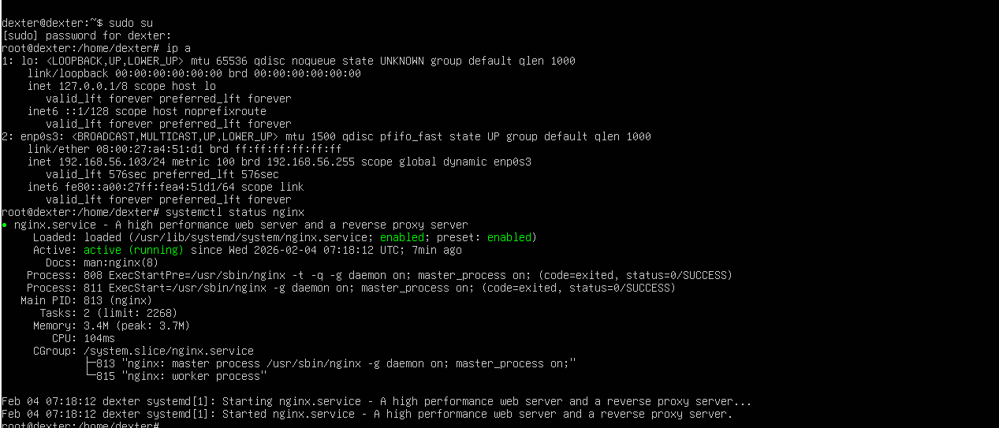 dexter@dexter:~$ sudo su
[sudo] password for dexter:
root@dexter:/home/dexter# ip a
1: lo: <LOOPBACK,UP,LOWER_UP> mtu 65536 qdisc noqueue state UNKNOWN group default qlen 1000
    link/loopback 00:00:00:00:00:00 brd 00:00:00:00:00:00
    inet 127.0.0.1/8 scope host lo
       valid_lft forever preferred_lft forever
    inet6 ::1/128 scope host noprefixroute
       valid_lft forever preferred_lft forever
2: enp0s3: <BROADCAST,MULTICAST,UP,LOWER_UP> mtu 1500 qdisc pfifo_fast state UP group default qlen 1000
    link/ether 08:00:27:a4:51:d1 brd ff:ff:ff:ff:ff:ff
    inet 192.168.56.103/24 metric 100 brd 192.168.56.255 scope global dynamic enp0s3
       valid_lft 576sec preferred_lft 576sec
    inet6 fe80::a00:27ff:fea4:51d1/64 scope link
       valid_lft forever preferred_lft forever
root@dexter:/home/dexter# systemctl status nginx
● nginx.service - A high performance web server and a reverse proxy server
     Loaded: loaded (/usr/lib/systemd/system/nginx.service; enabled; preset: enabled)
     Active: active (running) since Wed 2026-02-04 07:18:12 UTC; 7min ago
       Docs: man:nginx(8)
    Process: 808 ExecStartPre=/usr/sbin/nginx -t -q -g daemon on; master_process on; (code=exited, status=0/SUCCESS)
    Process: 811 ExecStart=/usr/sbin/nginx -g daemon on; master_process on; (code=exited, status=0/SUCCESS)
   Main PID: 813 (nginx)
      Tasks: 2 (limit: 2268)
     Memory: 3.4M (peak: 3.7M)
        CPU: 104ms
     CGroup: /system.slice/nginx.service
             ├─813 "nginx: master process /usr/sbin/nginx -g daemon on; master_process on;"
             └─815 "nginx: worker process"
Feb 04 07:18:12 dexter systemd[1]: Starting nginx.service - A high performance web server and a reverse proxy server...
Feb 04 07:18:12 dexter systemd[1]: Started nginx.service - A high performance web server and a reverse proxy server.
root@dexter:/home/dexter#